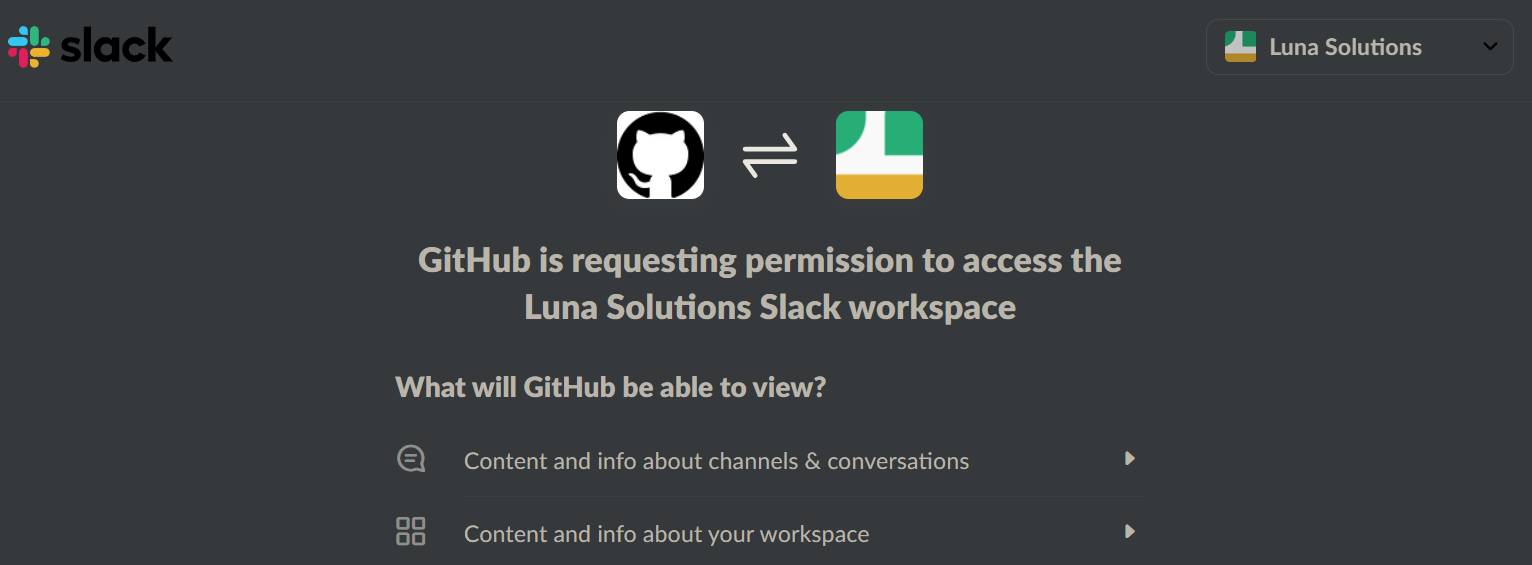 slack
Luna Solutions
GitHub is requesting permission to access the
Luna Solutions Slack workspace
What will GitHub be able to view?
Content and info about channels & conversations
Content and info about your workspace